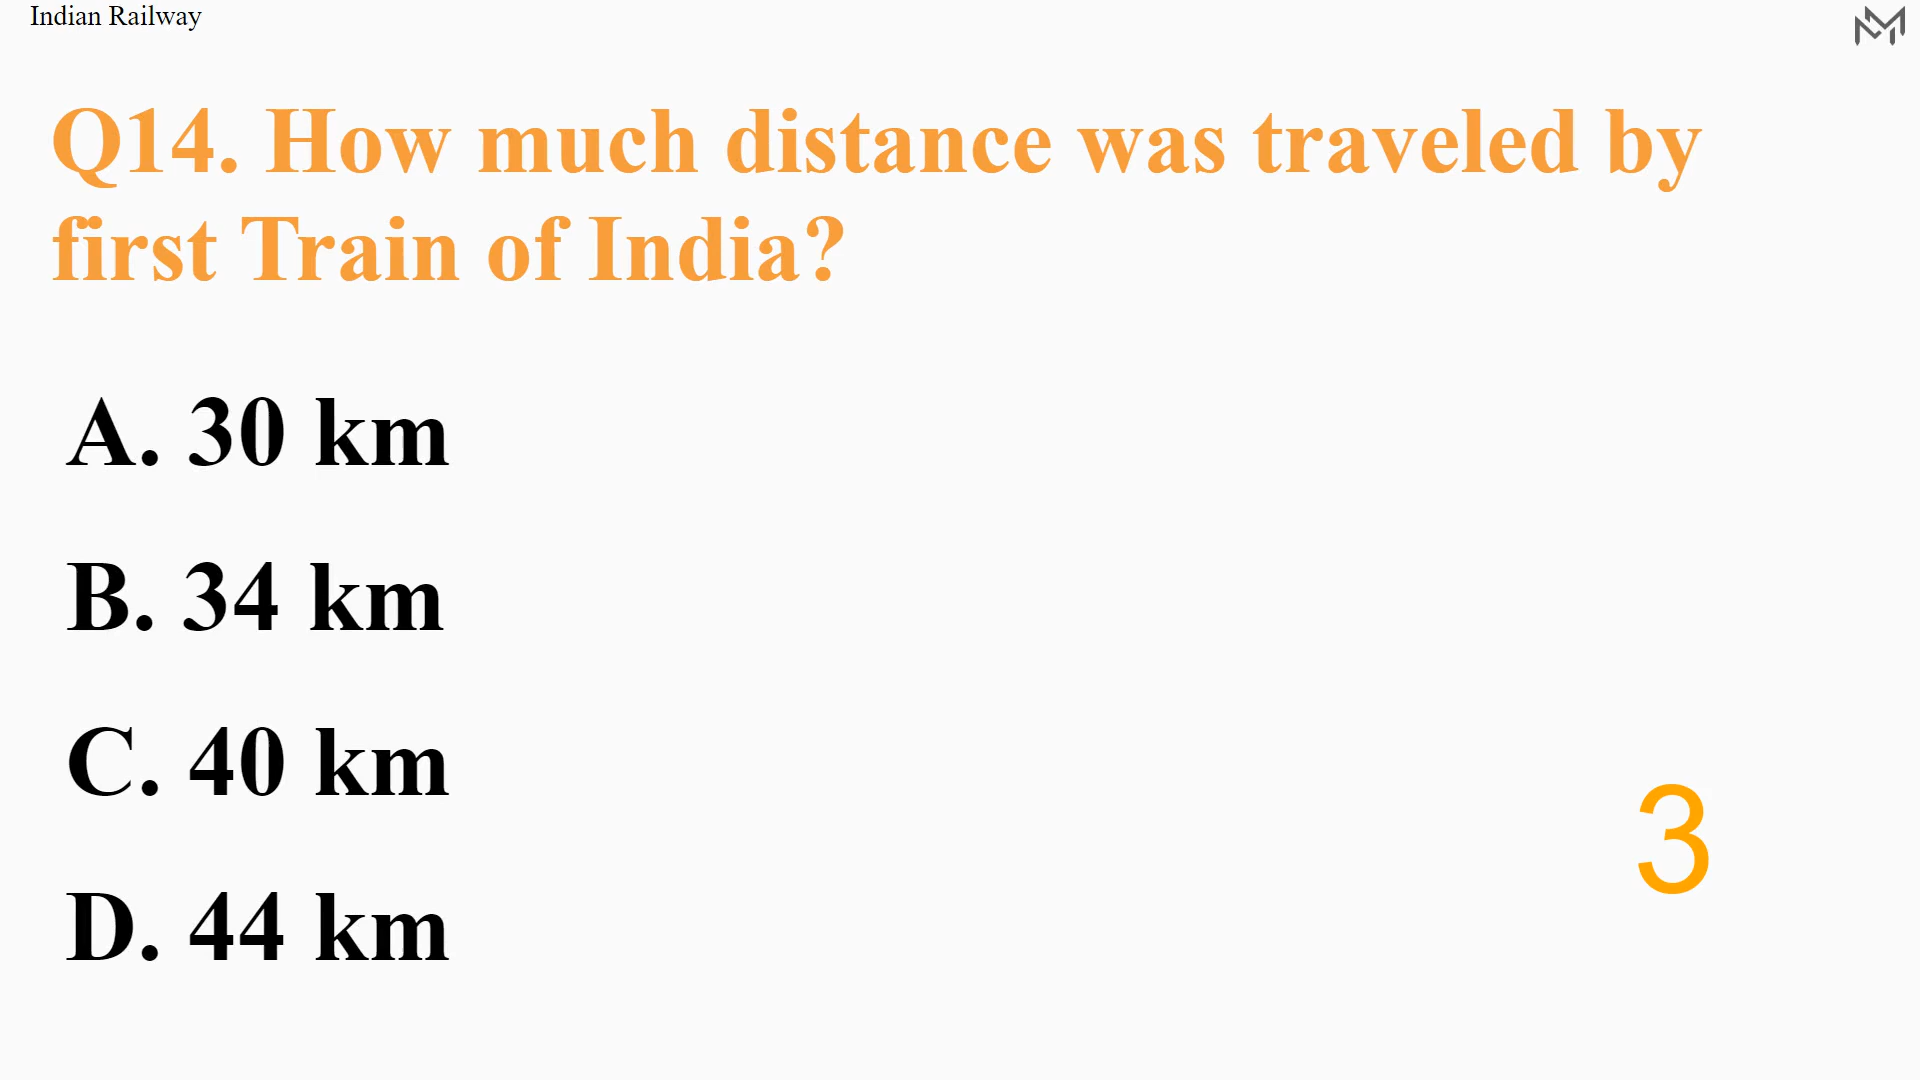 Indian Railway
Q14. How much distance was traveled by
first Train of India?
A. 30 km
B. 34 km
C. 40 km
3
D. 44 km